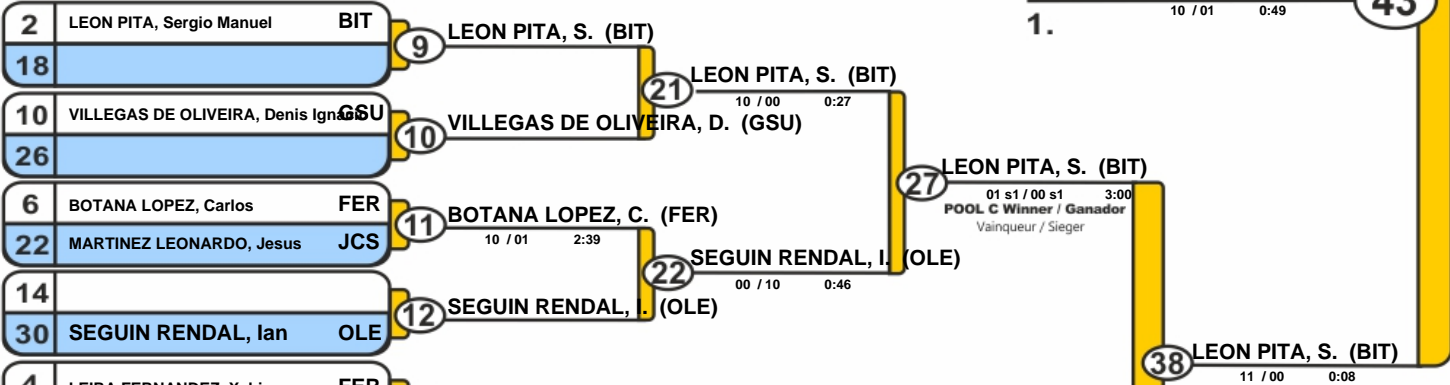 10 / 01 0:49
43
1.
2 LEON PITA, Sergio Manuel BIT
18
9 LEON PITA, S. (BIT)
21 LEON PITA, S. (BIT)
10 / 00 0:27
10 VILLEGAS DE OLIVEIRA, Denis Ignacio GSU
26
10 VILLEGAS DE OLIVEIRA, D. (GSU)
27 LEON PITA, S. (BIT)
01 s1 / 00 s1 3:00
POOL C Winner / Ganador
Vainqueur / Sieger
6 BOTANA LOPEZ, Carlos FER
22 MARTINEZ LEONARDO, Jesus JCS
11 BOTANA LOPEZ, C. (FER)
10 / 01 2:39
22 SEGUIN RENDAL, I. (OLE)
00 / 10 0:46
14
30 SEGUIN RENDAL, Ian OLE
12 SEGUIN RENDAL, I. (OLE)
38 LEON PITA, S. (BIT)
11 / 00 0:08
4 FER